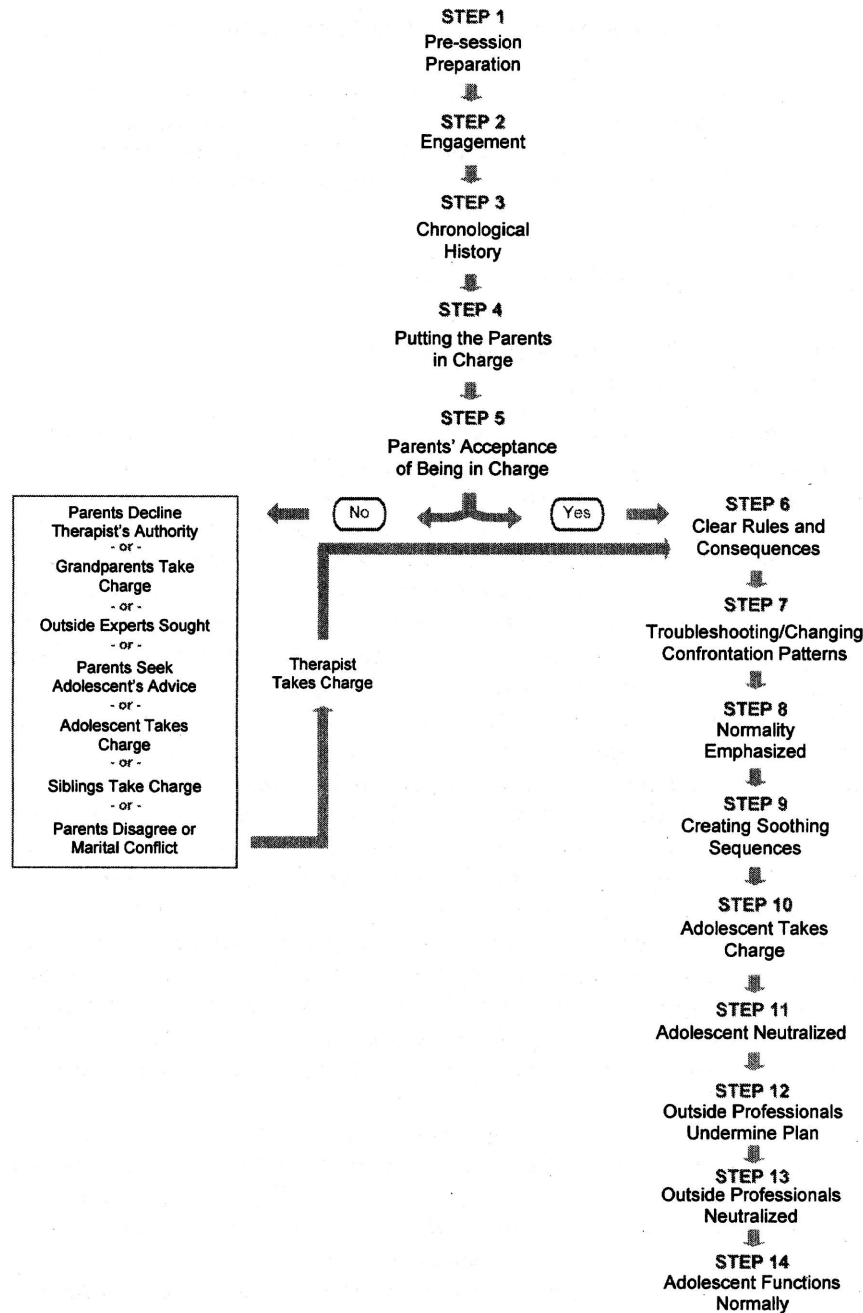 STEP 1
Pre-session
Preparation
STEP 2
Engagement
STEP 3
Chronological
History
STEP 4
Putting the Parents
in Charge
STEP 5
Parents' Acceptance
of Being in Charge
No
Yes
Parents Decline
Therapist's Authority
- or -
Grandparents Take
Charge
- or -
Outside Experts Sought
- or -
Parents Seek
Adolescent's Advice
- or -
Adolescent Takes
Charge
- or -
Siblings Take Charge
- or -
Parents Disagree or
Marital Conflict
Therapist
Takes Charge
STEP 6
Clear Rules and
Consequences
STEP 7
Troubleshooting/Changing
Confrontation Patterns
STEP 8
Normality
Emphasized
STEP 9
Creating Soothing
Sequences
STEP 10
Adolescent Takes
Charge
STEP 11
Adolescent Neutralized
STEP 12
Outside Professionals
Undermine Plan
STEP 13
Outside Professionals
Neutralized
STEP 14
Adolescent Functions
Normally